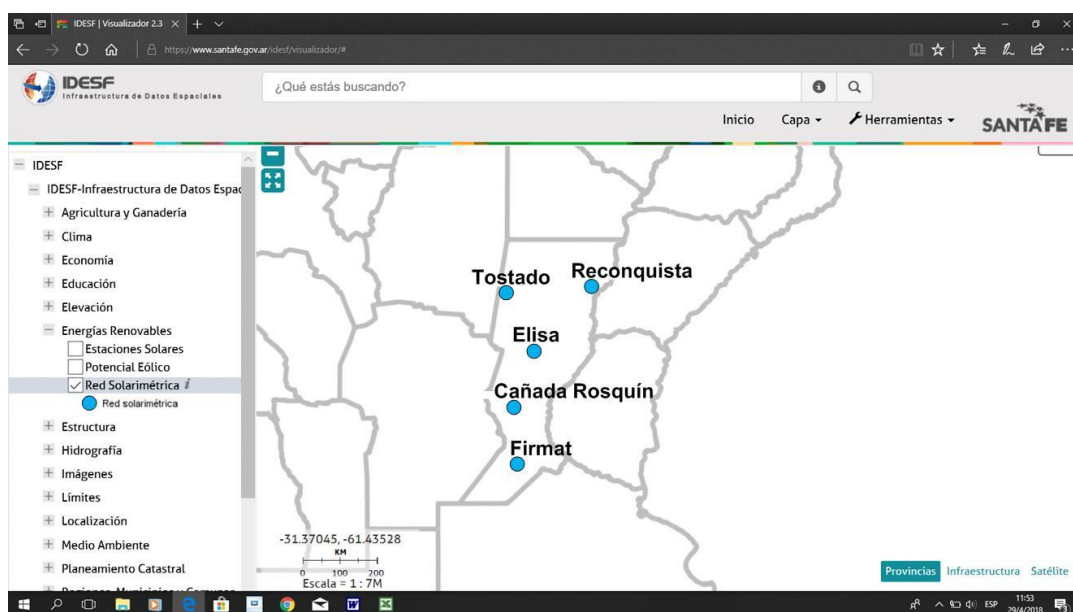 IDESF | Visualizador 2.3
https://www.santafe.gov.ar/idesf/visualizador/#
IDESF
Infraestructura de Datos Espaciales
¿Qué estás buscando?
Inicio
Capa
Herramientas
SANTA FE
IDESF
IDESF-Infraestructura de Datos Espac
Agricultura y Ganadería
Clima
Economía
Educación
Elevación
Energías Renovables
Estaciones Solares
Potencial Eólico
Red Solarimétrica i
Red solarimétrica
Estructura
Hidrografía
Imágenes
Límites
Localización
Medio Ambiente
Planeamiento Catastral
Tostado
Reconquista
Elisa
Cañada Rosquín
Firmat
-31.37045, -61.43528
KM
0 100 200
Escala = 1 : 7M
Provincias
Infraestructura
Satélite
ESP
11:53
29/4/2018